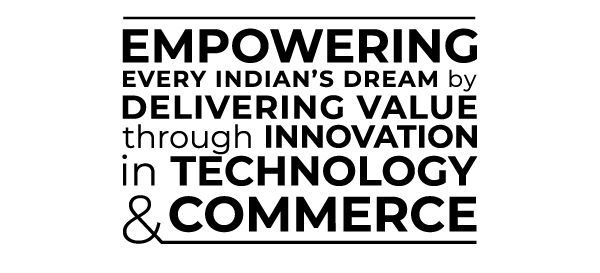 EMPOWERING
EVERY INDIAN’S DREAM by
DELIVERING VALUE
through INNOVATION
in TECHNOLOGY
& COMMERCE